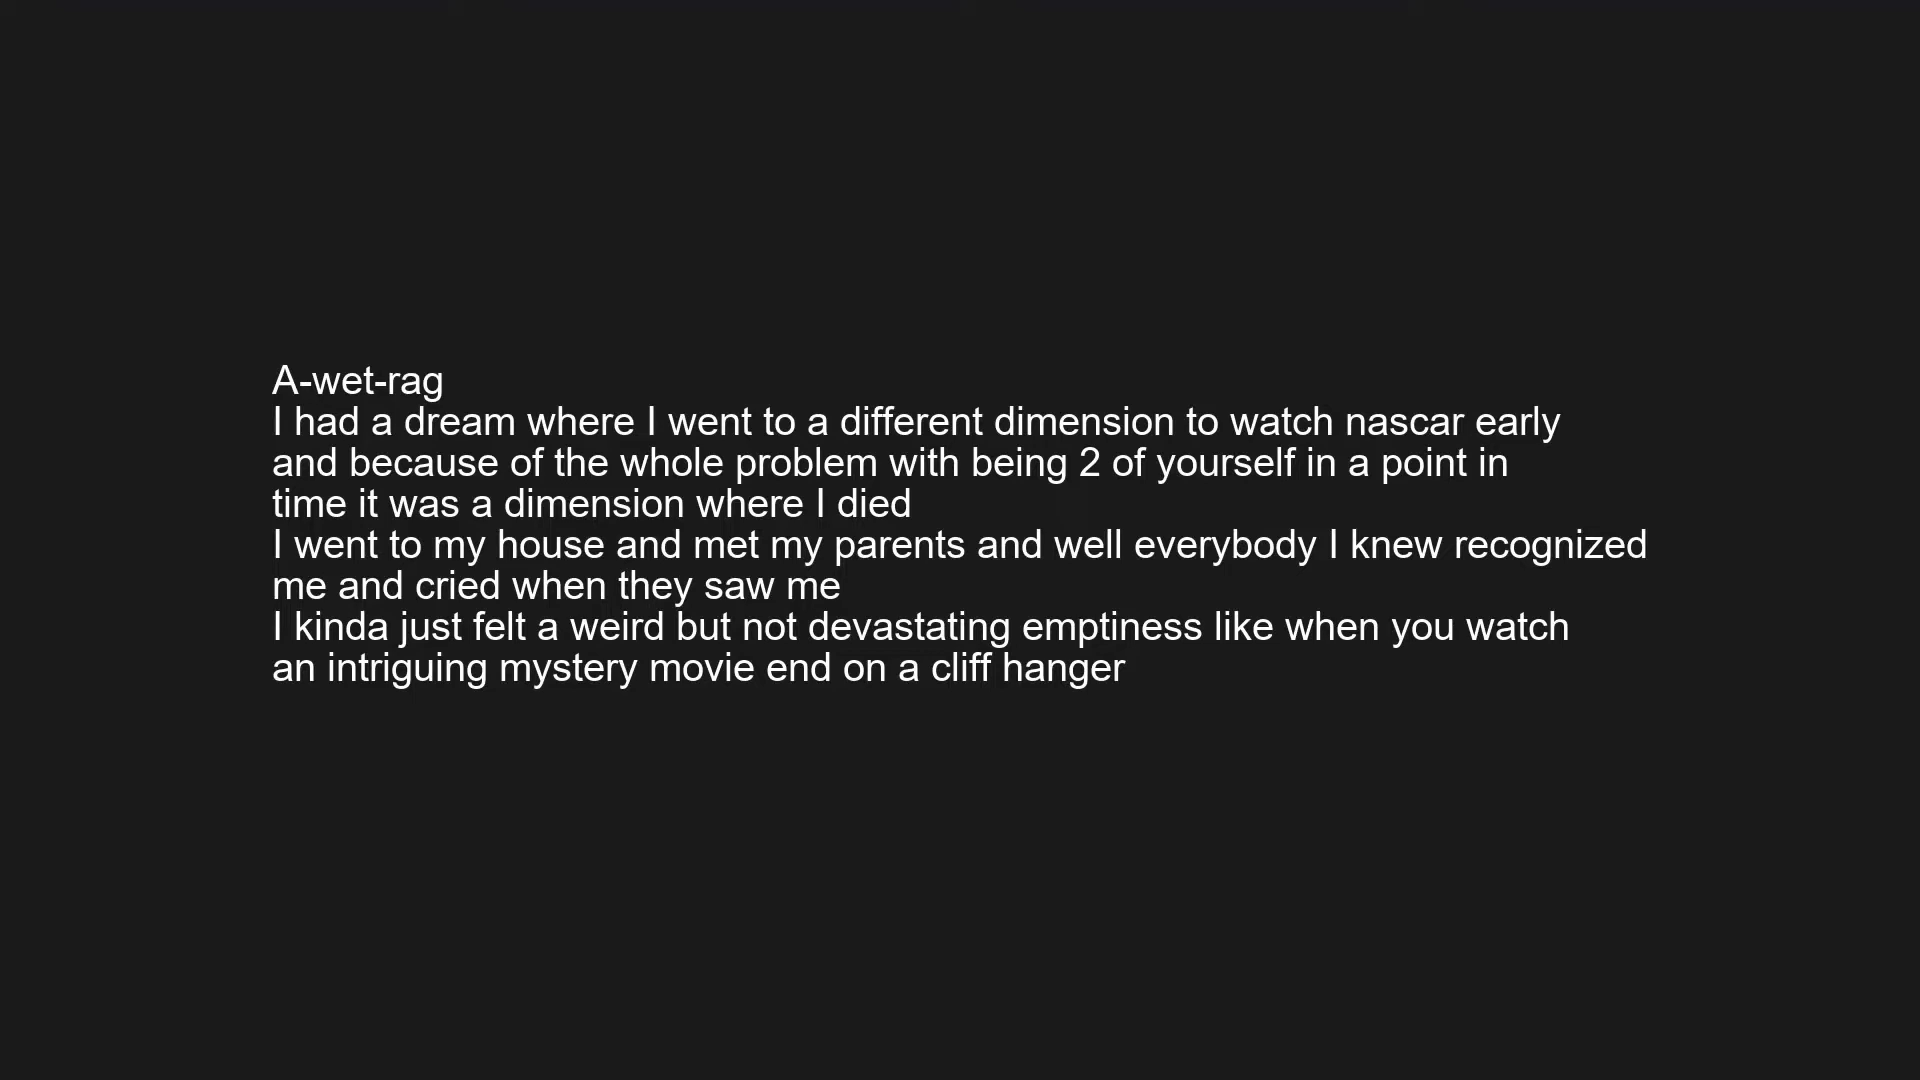 A-wet-rag
I had a dream where I went to a different dimension to watch nascar early
and because of the whole problem with being 2 of yourself in a point in
time it was a dimension where I died
I went to my house and met my parents and well everybody I knew recognized
me and cried when they saw me
I kinda just felt a weird but not devastating emptiness like when you watch
an intriguing mystery movie end on a cliff hanger